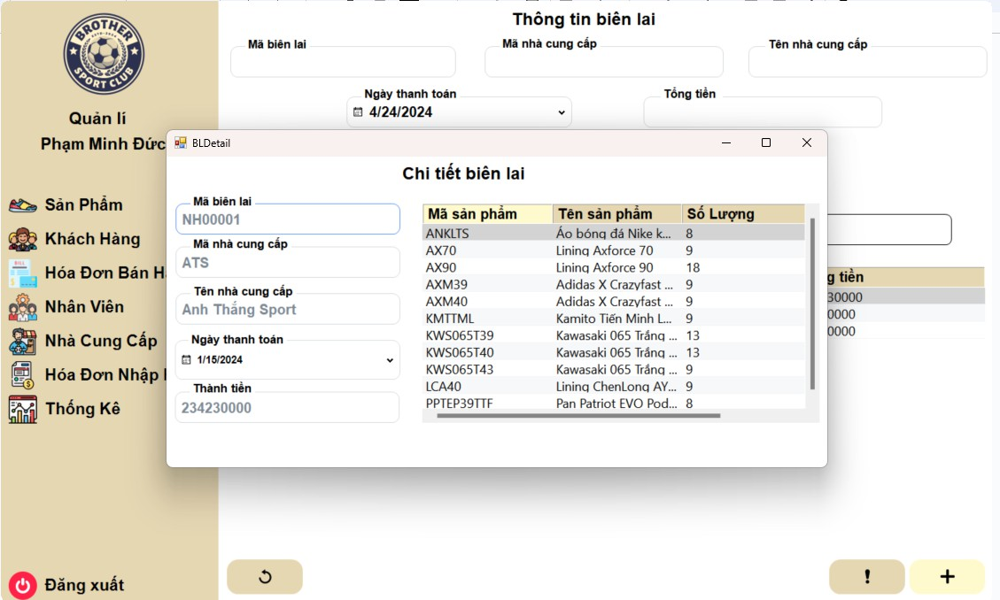 BROTHER
ESTD-2024
SPORT CLUB
Quản lí
Phạm Minh Đức
Sản Phẩm
Khách Hàng
Hóa Đơn Bán H
Nhân Viên
Nhà Cung Cấp
Hóa Đơn Nhập
Thống Kê
Đăng xuất
Thông tin biên lai
Mã biên lai
Mã nhà cung cấp
Tên nhà cung cấp
Ngày thanh toán
4/24/2024
Tổng tiền
g tiền
30000
0000
0000
BLDetail
Chi tiết biên lai
Mã biên lai
NH00001
Mã nhà cung cấp
ATS
Tên nhà cung cấp
Anh Thắng Sport
Ngày thanh toán
1/15/2024
Thành tiền
234230000
Mã sản phẩm Tên sản phẩm Số Lượng
ANKLTS Áo bóng đá Nike k... 8
AX70 Lining Axforce 70 9
AX90 Lining Axforce 90 18
AXM39 Adidas X Crazyfast ... 9
AXM40 Adidas X Crazyfast ... 9
KMTTML Kamito Tiến Minh L... 9
KWS065T39 Kawasaki 065 Trắng ... 13
KWS065T40 Kawasaki 065 Trắng ... 13
KWS065T43 Kawasaki 065 Trắng ... 9
LCA40 Lining ChenLong AY... 9
PPTEP39TTF Pan Patriot EVO Pod... 8
!
+